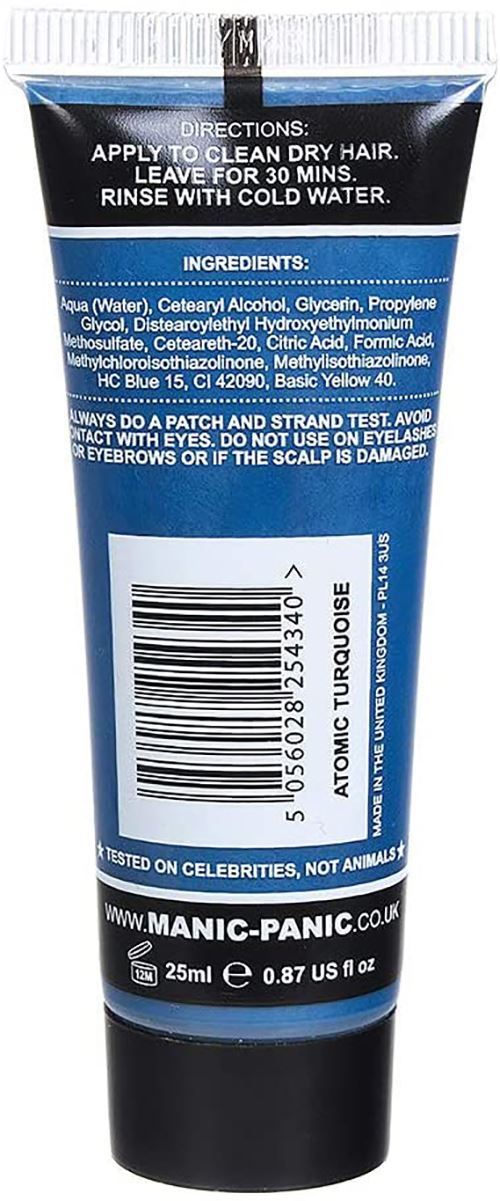 DIRECTIONS:
APPLY TO CLEAN DRY HAIR.
LEAVE FOR 30 MINS.
RINSE WITH COLD WATER.
INGREDIENTS:
Aqua (Water), Cetearyl Alcohol, Glycerin, Propylene
Glycol, Distearoylethyl Hydroxyethylmonium
Methosulfate, Ceteareth-20, Citric Acid, Formic Acid,
Methylchloroisothiazolinone, Methylisothiazolinone,
HC Blue 15, CI 42090, Basic Yellow 40.
ALWAYS DO A PATCH AND STRAND TEST. AVOID
ONTACT WITH EYES. DO NOT USE ON EYELASHES
OR EYEBROWS OR IF THE SCALP IS DAMAGED.
5 056028 254340 >
ATOMIC TURQUOISE
MADE IN THE UNITED KINGDOM - PL14 3US
★TESTED ON CELEBRITIES, NOT ANIMALS★
WWW.MANIC-PANIC.CO.UK
12M 25ml ℮ 0.87 US fl oz